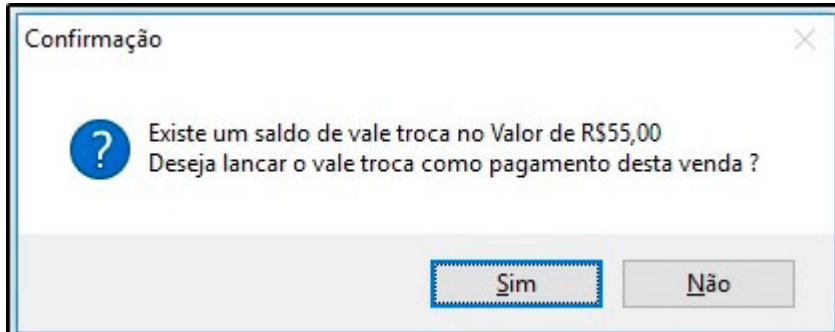 Confirmação
Existe um saldo de vale troca no Valor de R$55,00
Deseja lancar o vale troca como pagamento desta venda ?
Sim
Não